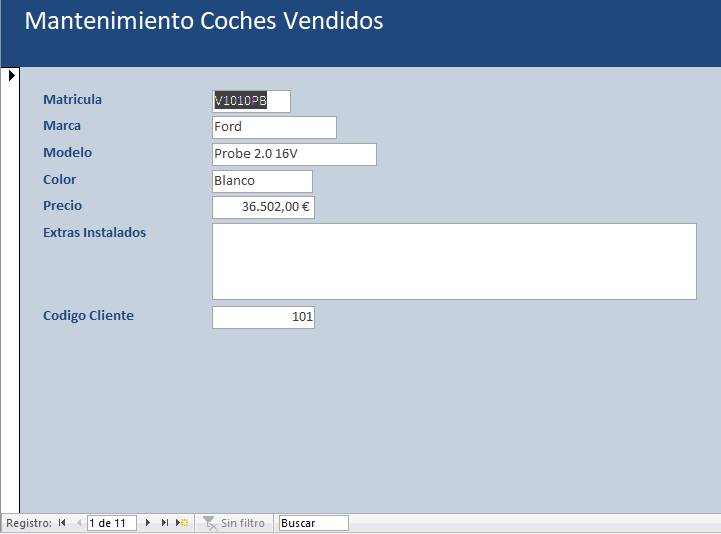 Mantenimiento Coches Vendidos
Matricula V1010PB
Marca Ford
Modelo Probe 2.0 16V
Color Blanco
Precio 36.502,00 €
Extras Instalados
Codigo Cliente 101
Registro: 1 de 11 Sin filtro Buscar